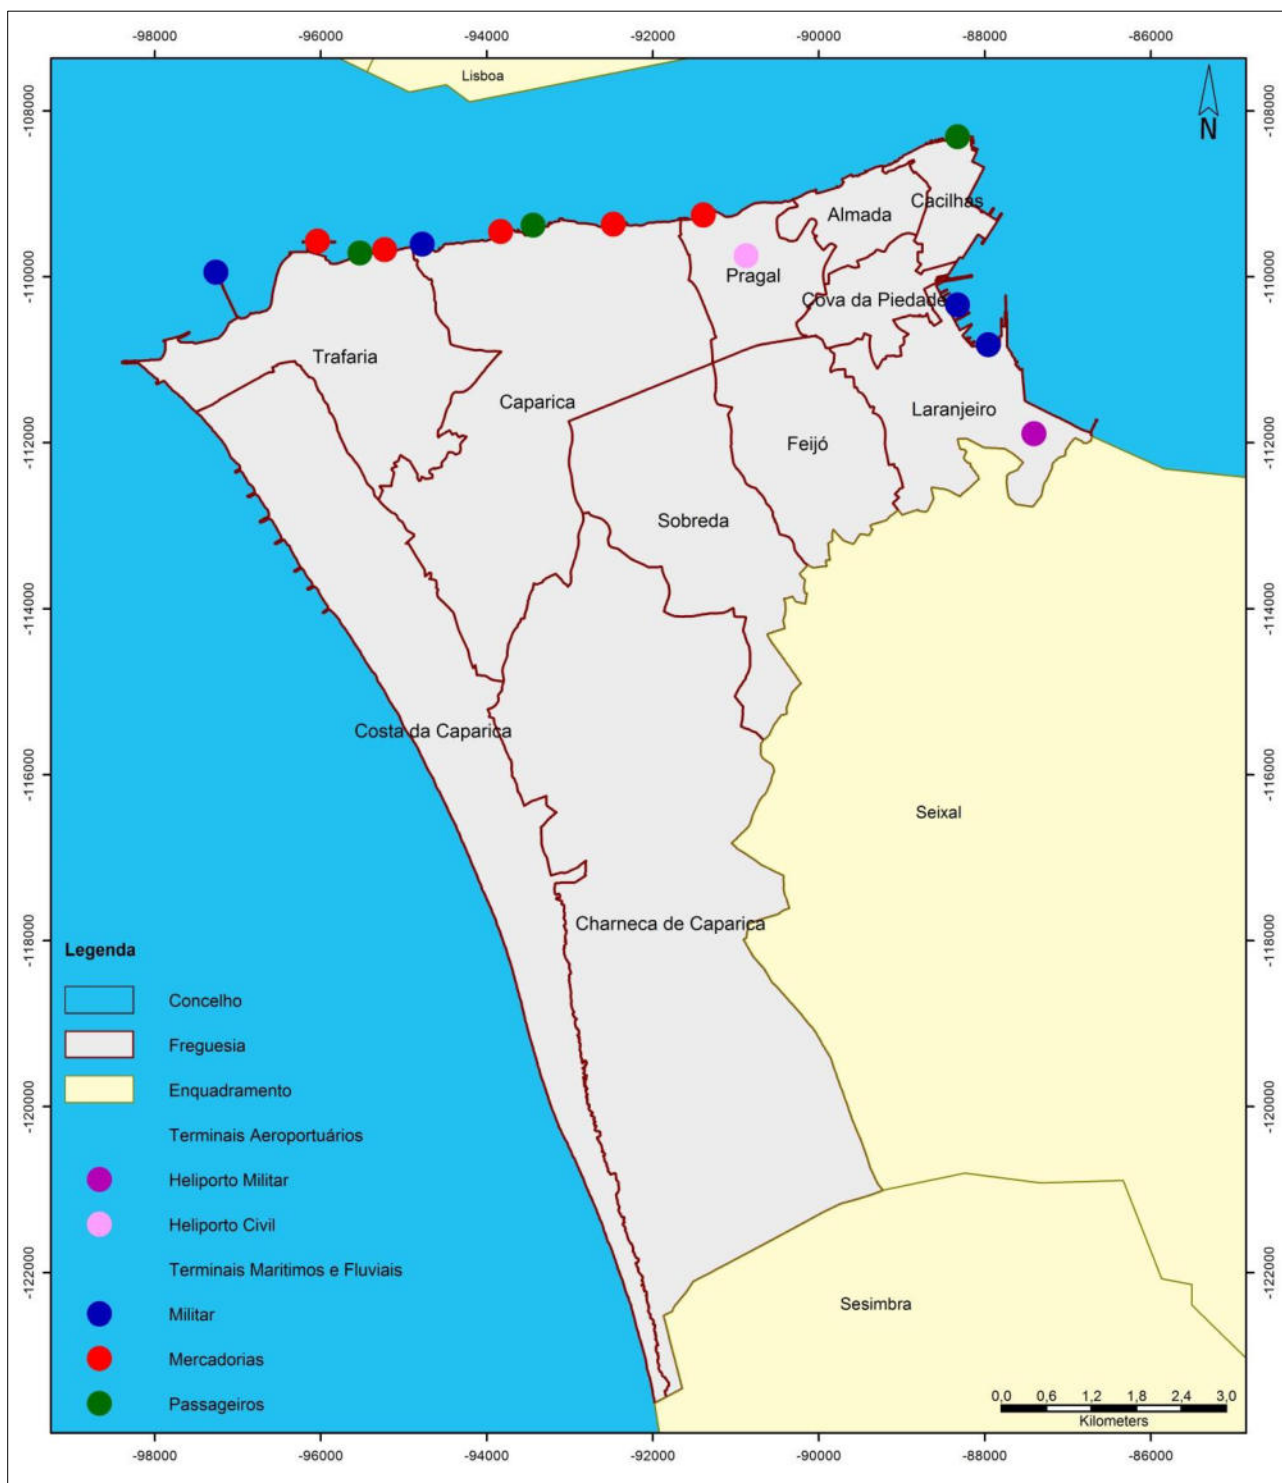 -98000 -96000 -94000 -92000 -90000 -88000 -86000
Lisboa
-108000 -108000
N
Cacilhas
Almada
Pragal
-110000 -110000
Cova da Piedade
Trafaria
Caparica
Laranjeiro
Feijó
-112000 -112000
Sobreda
-114000 -114000
Costa da Caparica
-116000 -116000
Seixal
Charneca de Caparica
-118000 -118000
Legenda
Concelho
Freguesia
Enquadramento
-120000 -120000
Terminais Aeroportuários
Heliporto Militar
Heliporto Civil
Terminais Maritimos e Fluviais
-122000 -122000
Militar
Sesimbra
Mercadorias
Passageiros
0,0 0,6 1,2 1,8 2,4 3,0
Kilometers
-98000 -96000 -94000 -92000 -90000 -88000 -86000